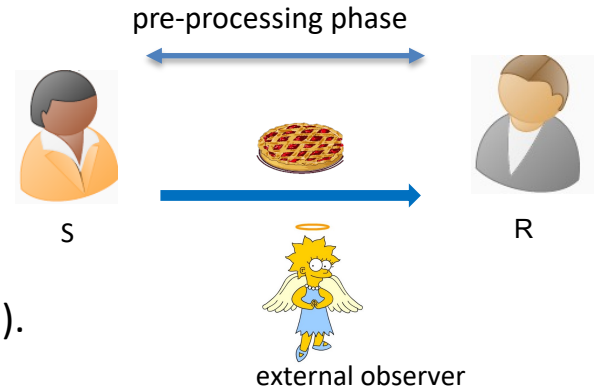 pre-processing phase
S
R
).
external observer